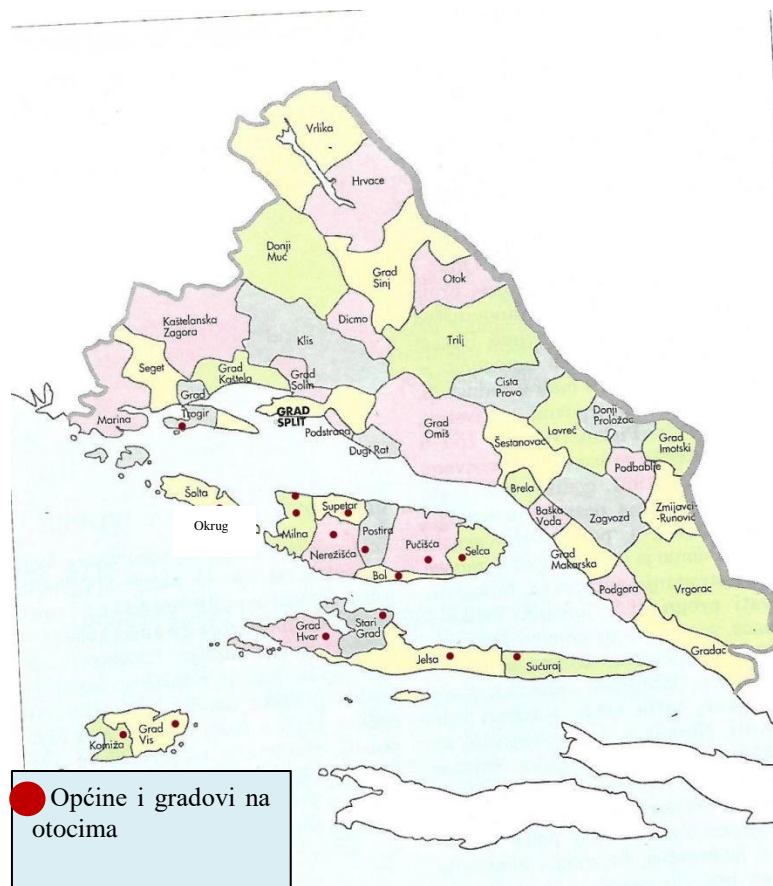 Vrlika
Hrvace
Donji
Muć
Grad
Sinj
Otok
Kaštelanska
Zagora
Dicmo
Klis
Trilj
Seget
Grad
Kaštela
Grad
Solin
Cista
Provo
Grad
Trogir
Marina
GRAD
SPLIT
Podstrana
Dugi Rat
Grad
Omiš
Šestanovac
Lovreč
Donji
Proložac
Grad
Imotski
Podbablje
Zmijavci
-Runović
Brela
Baška
Voda
Zagvozd
Grad
Makarska
Podgora
Vrgorac
Gradac
Šolta
Okrug
Supetar
Milna
Nerežišća
Postira
Pučišća
Selca
Bol
Grad
Hvar
Stari
Grad
Jelsa
Sućuraj
Komiža
Grad
Vis
Općine i gradovi na
otocima